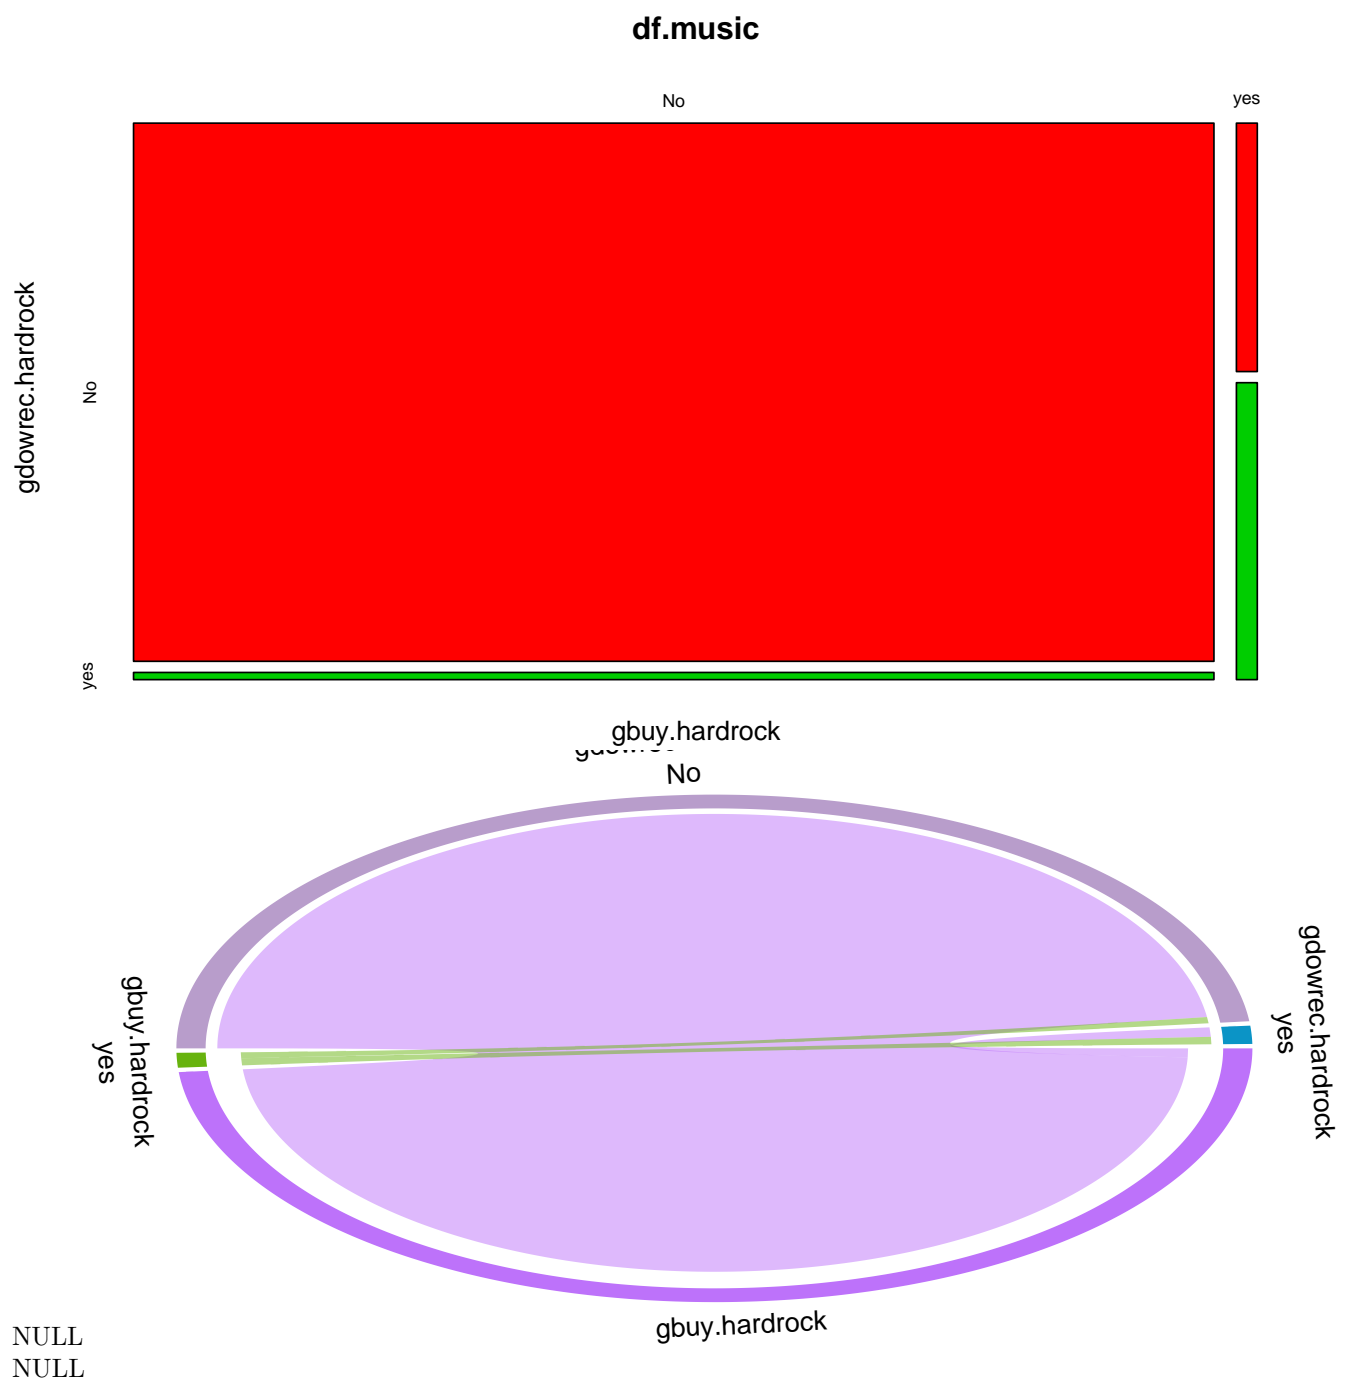 df.music
No
yes
gdowrec.hardrock
No
yes
gbuy.hardrock
No
gbuy.hardrock
yes
gdowrec.hardrock
yes
gbuy.hardrock
NULL
NULL